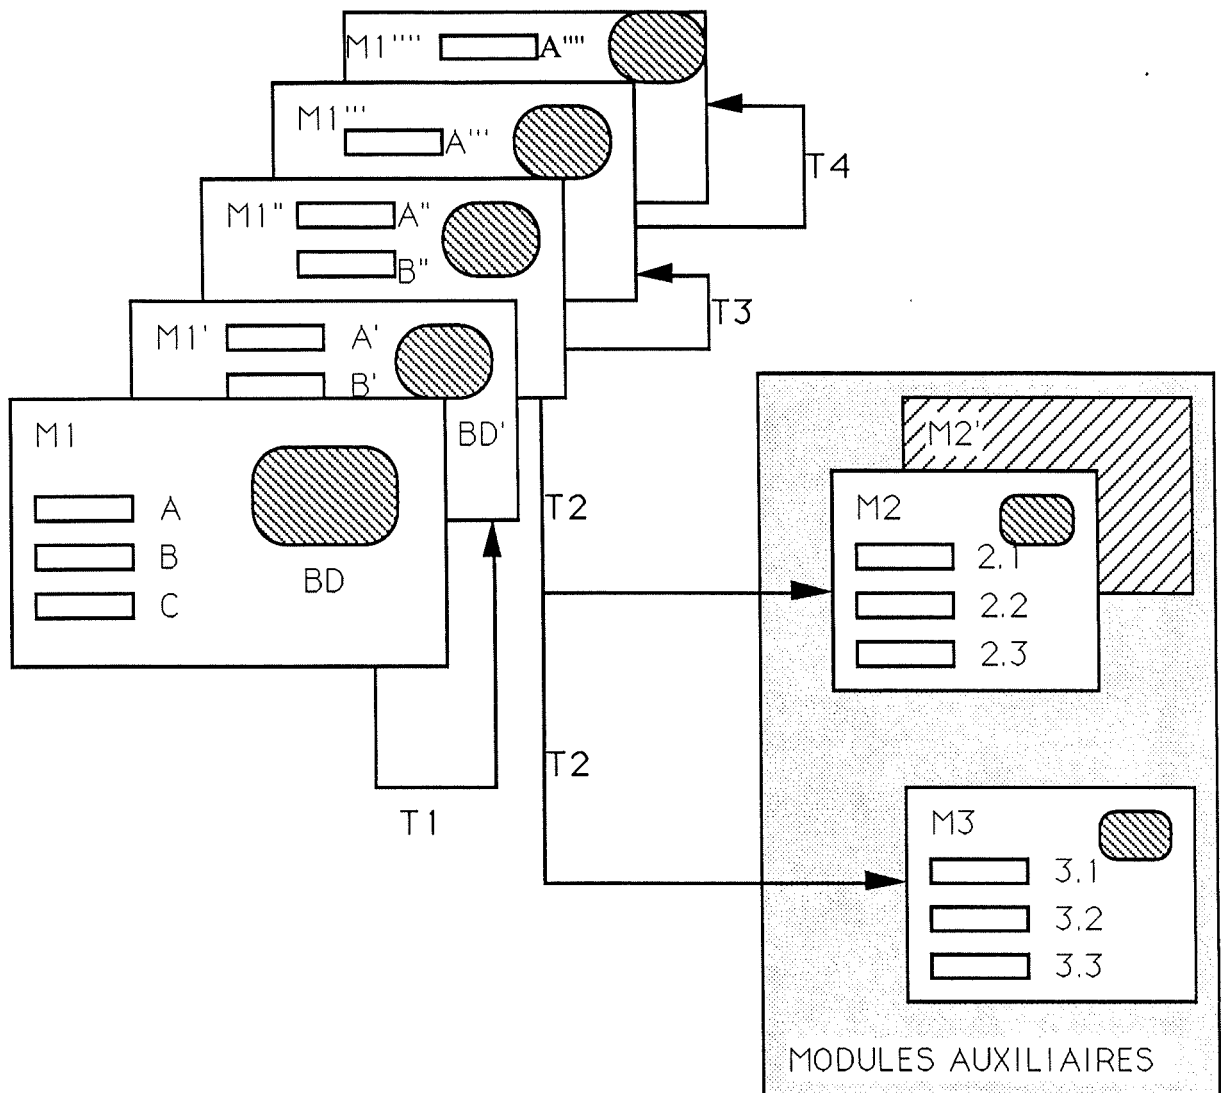 M1'''' A''''
M1''' A'''
T4
M1" A"
B"
T3
M1' A'
B'
M1
BD'
M2'
A
T2
M2
B
2.1
BD
C
2.2
2.3
T2
T1
M3
3.1
3.2
3.3
MODULES AUXILIAIRES